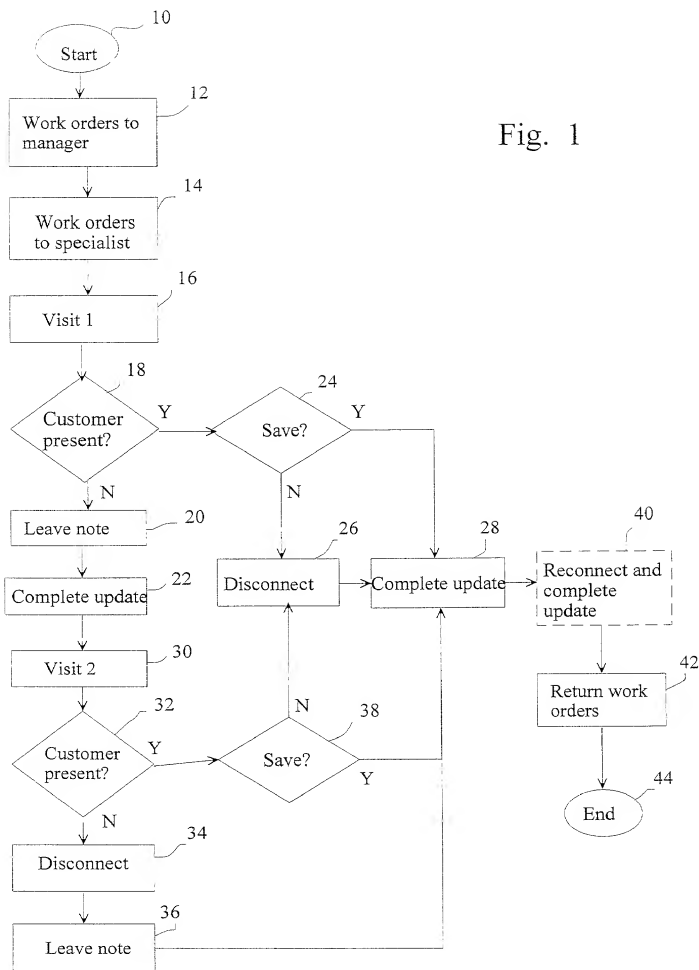 10
Start
12
Work orders to
manager
Fig. 1
14
Work orders
to specialist
16
Visit 1
18
Customer
present?
Y
N
24
Save?
Y
N
20
Leave note
22
Complete update
26
Disconnect
28
Complete update
40
Reconnect and
complete
update
30
Visit 2
42
Return work
orders
32
Customer
present?
Y
N
38
Save?
N
Y
44
End
34
Disconnect
36
Leave note